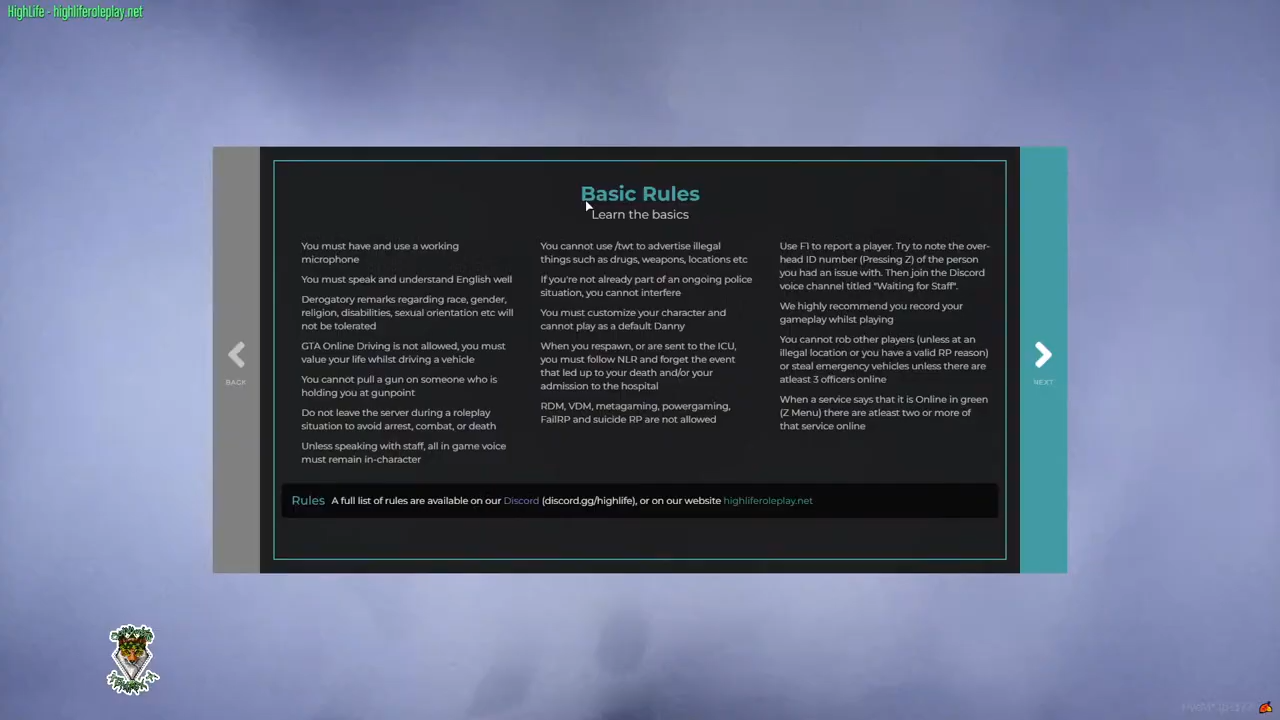 HighLife - highliferoleplay.net
Basic Rules
Learn the basics
You must have and use a working
microphone
You must speak and understand English well
Derogatory remarks regarding race, gender,
religion, disabilities, sexual orientation etc will
not be tolerated
GTA Online Driving is not allowed, you must
value your life whilst driving a vehicle
You cannot pull a gun on someone who is
holding you at gunpoint
Do not leave the server during a roleplay
situation to avoid arrest, combat, or death
Unless speaking with staff, all in game voice
must remain in-character
You cannot use /twt to advertise illegal
things such as drugs, weapons, locations etc
If you're not already part of an ongoing police
situation, you cannot interfere
You must customize your character and
cannot play as a default Danny
When you respawn, or are sent to the ICU,
you must follow NLR and forget the event
that led up to your death and/or your
admission to the hospital
RDM, VDM, metagaming, powergaming,
FailRP and suicide RP are not allowed
Use F1 to report a player. Try to note the over-
head ID number (Pressing Z) of the person
you had an issue with. Then join the Discord
voice channel titled "Waiting for Staff".
We highly recommend you record your
gameplay whilst playing
You cannot rob other players (unless at an
illegal location or you have a valid RP reason)
or steal emergency vehicles unless there are
atleast 3 officers online
When a service says that it is Online in green
(Z Menu) there are atleast two or more of
that service online
BACK
NEXT
Rules A full list of rules are available on our Discord (discord.gg/highlife), or on our website highliferoleplay.net